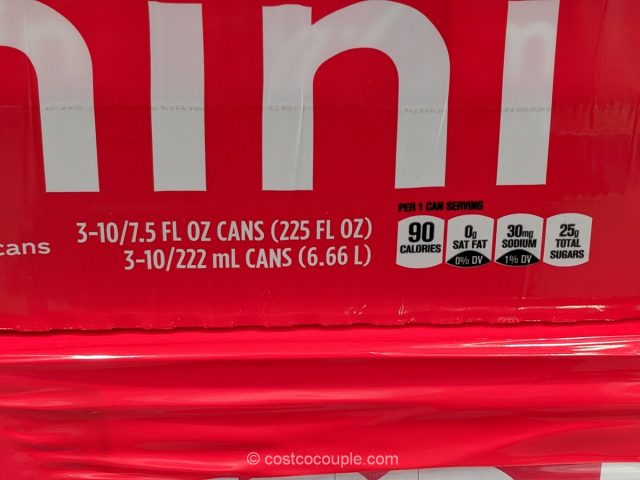 mini
PER 1 CAN SERVING
cans
3-10/7.5 FL OZ CANS (225 FL OZ)
3-10/222 mL CANS (6.66 L)
90
CALORIES
0g
SAT FAT
0% DV
30mg
SODIUM
1% DV
25g
TOTAL
SUGARS
© costcocouple.com